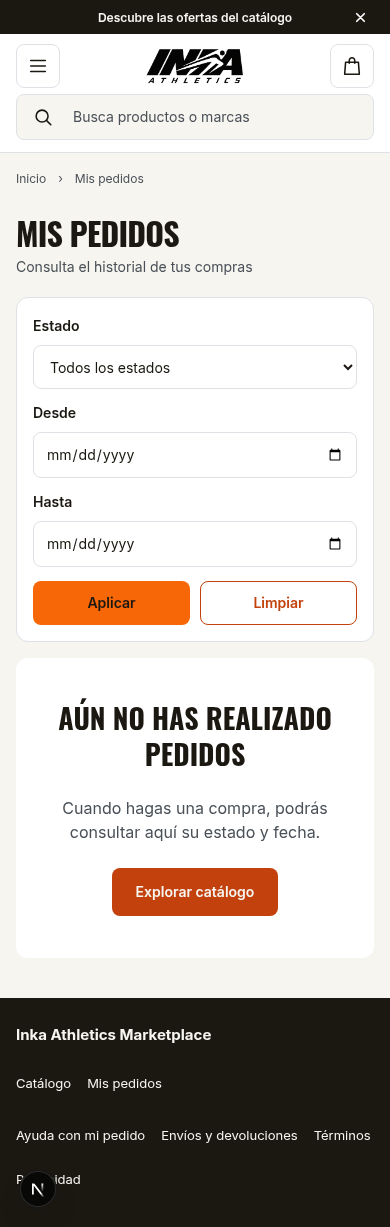 Descubre las ofertas del catálogo ×
INKA
ATHLETICS
Busca productos o marcas
Inicio › Mis pedidos
MIS PEDIDOS
Consulta el historial de tus compras
Estado
Todos los estados
Desde
mm/dd/yyyy
Hasta
mm/dd/yyyy
Aplicar Limpiar
AÚN NO HAS REALIZADO
PEDIDOS
Cuando hagas una compra, podrás
consultar aquí su estado y fecha.
Explorar catálogo
Inka Athletics Marketplace
Catálogo Mis pedidos
Ayuda con mi pedido Envíos y devoluciones Términos
N